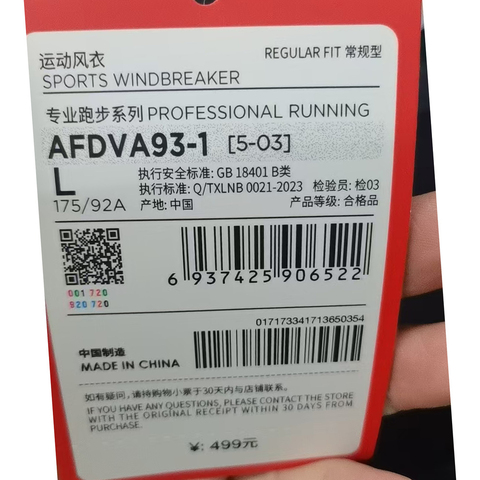 运动风衣 REGULAR FIT 常规型
SPORTS WINDBREAKER
专业跑步系列 PROFESSIONAL RUNNING
AFDVA93-1 [5-03]
L 执行安全标准: GB 18401 B类
执行标准: Q/TXLNB 0021-2023 检验员: 检03
175/92A 产地: 中国 产品等级: 合格品
6 937425 906522
001 720
920 720
017173341713650354
中国制造
MADE IN CHINA
如有疑问, 请持购物小票于30天内与店铺联系。
IF YOU HAVE ANY QUESTIONS, PLEASE CONTACT THE STORE
WITH THE ORIGINAL RECEIPT WITHIN 30 DAYS FROM
PURCHASE.
¥: 499元